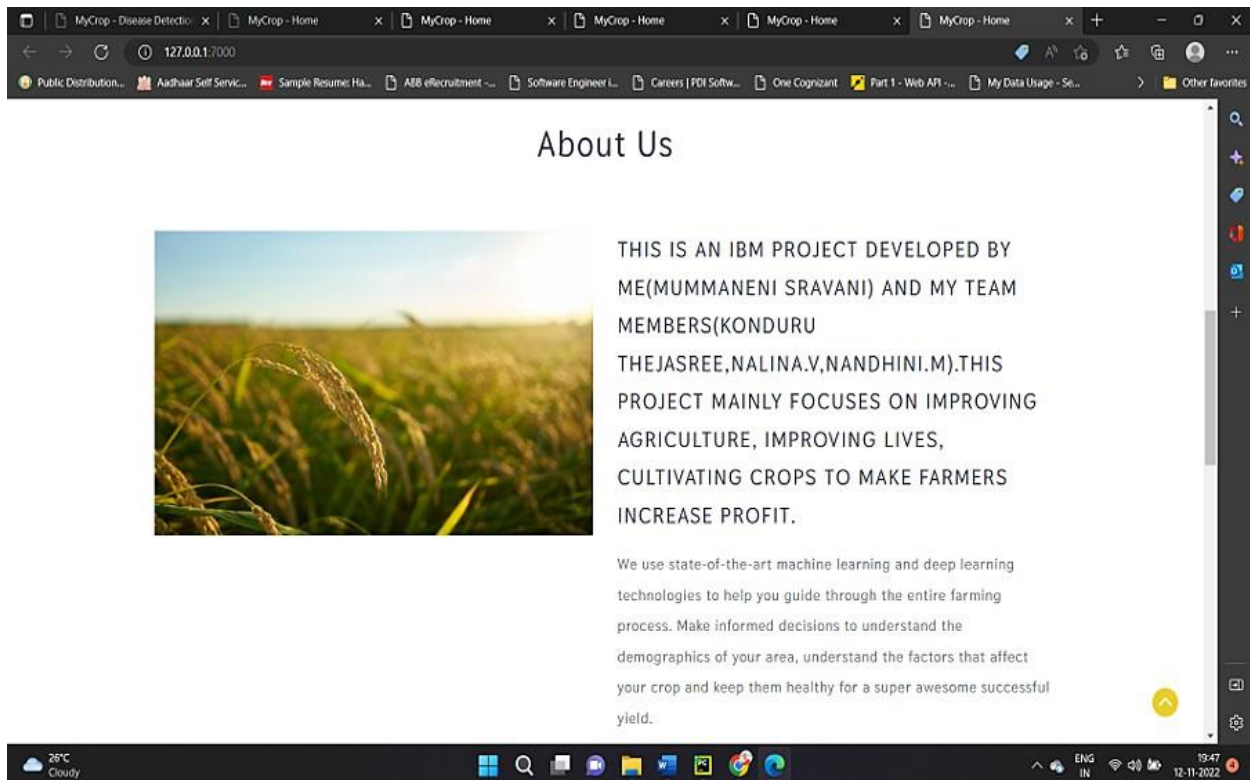 MyCrop - Disease Detectio
MyCrop - Home
MyCrop - Home
MyCrop - Home
MyCrop - Home
MyCrop - Home
127.0.0.1:7000
Public Distribution...
Aadhaar Self Servic...
Sample Resume: Ha...
ABB eRecruitment -...
Software Engineer i...
Careers | PDI Softw...
One Cognizant
Part 1 - Web API -...
My Data Usage - Se...
Other favorites
About Us
THIS IS AN IBM PROJECT DEVELOPED BY
ME(MUMMANENI SRAVANI) AND MY TEAM
MEMBERS(KONDURU
THEJASREE,NALINA.V,NANDHINI.M).THIS
PROJECT MAINLY FOCUSES ON IMPROVING
AGRICULTURE, IMPROVING LIVES,
CULTIVATING CROPS TO MAKE FARMERS
INCREASE PROFIT.
We use state-of-the-art machine learning and deep learning
technologies to help you guide through the entire farming
process. Make informed decisions to understand the
demographics of your area, understand the factors that affect
your crop and keep them healthy for a super awesome successful
yield.
26°C
Cloudy
ENG
IN
19:47
12-11-2022
4